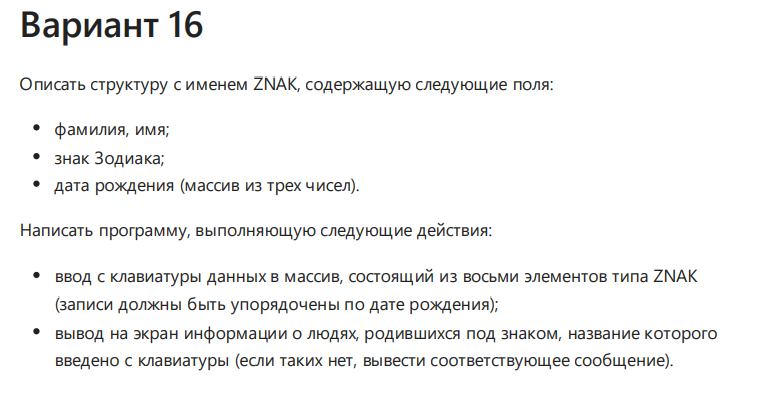 Вариант 16
Описать структуру с именем ZNAK, содержащую следующие поля:
• фамилия, имя;
• знак Зодиака;
• дата рождения (массив из трех чисел).
Написать программу, выполняющую следующие действия:
• ввод с клавиатуры данных в массив, состоящий из восьми элементов типа ZNAK
(записи должны быть упорядочены по дате рождения);
• вывод на экран информации о людях, родившихся под знаком, название которого
введено с клавиатуры (если таких нет, вывести соответствующее сообщение).